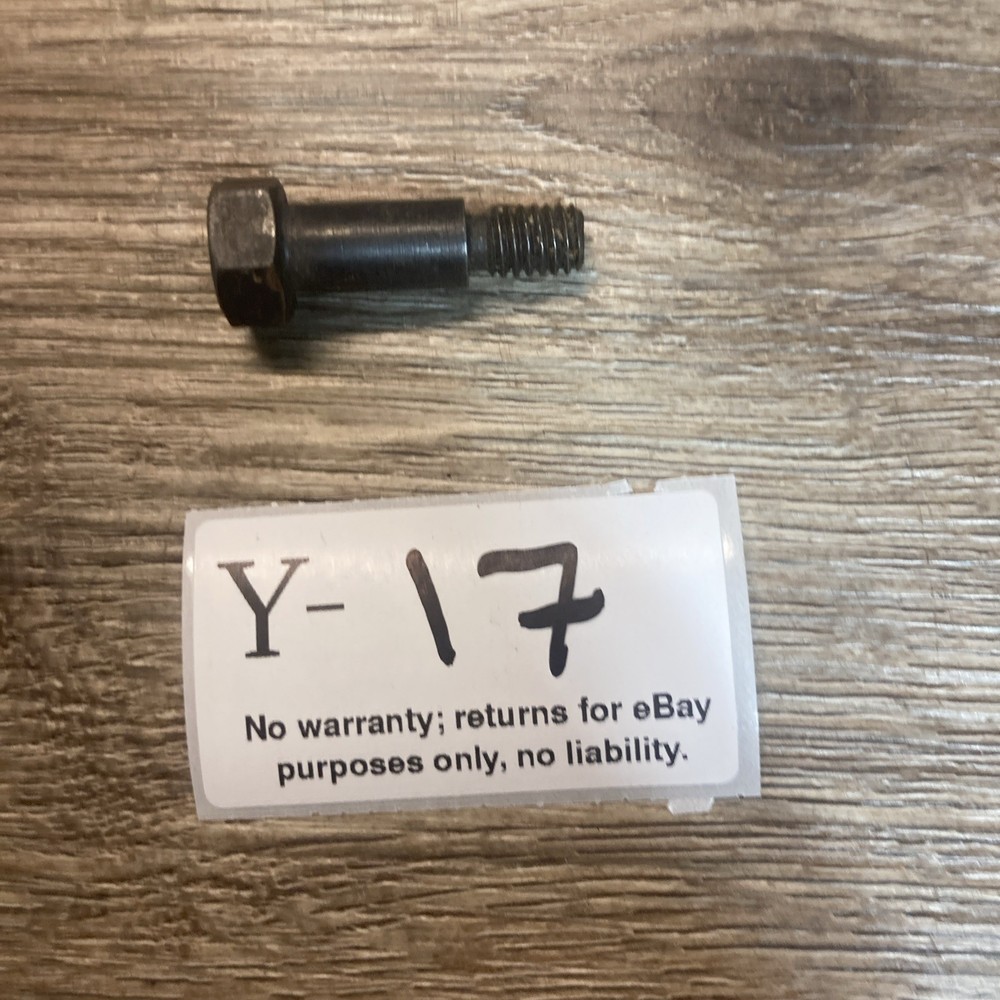 Y- 17
No warranty; returns for eBay
purposes only, no liability.